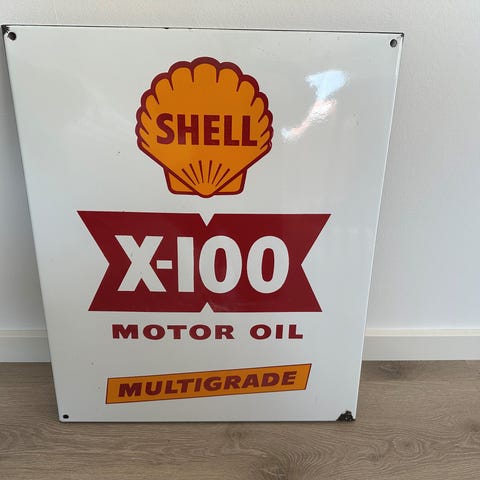 SHELL
X-100
MOTOR OIL
MULTIGRADE